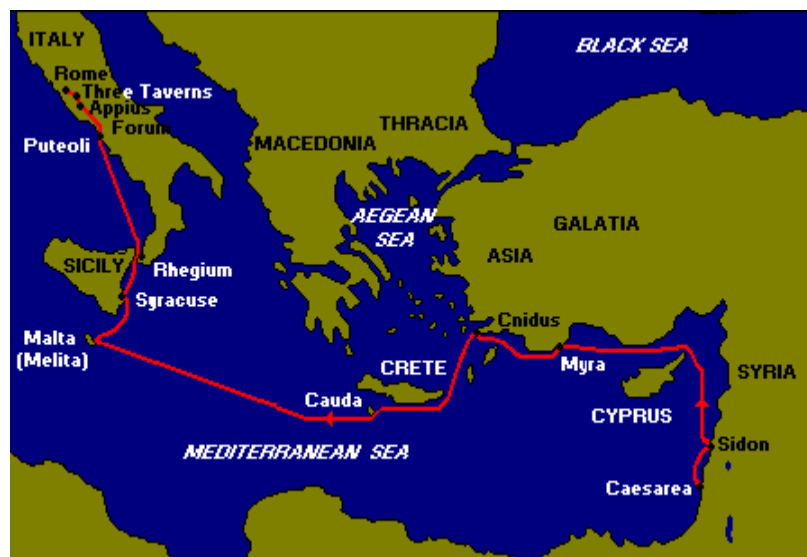 ITALY
BLACK SEA
Rome
Three Taverns
Appius
Forum
THRACIA
MACEDONIA
Puteoli
AEGEAN
SEA
GALATIA
ASIA
SICILY
Rhegium
Syracuse
Cnidus
Malta
(Melita)
CRETE
Myra
SYRIA
Cauda
CYPRUS
MEDITERRANEAN SEA
Sidon
Caesarea